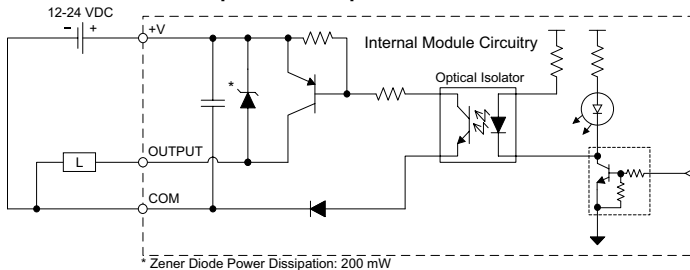 12-24 VDC
− +
+V
Internal Module Circuitry
Optical Isolator
*
OUTPUT
L
COM
* Zener Diode Power Dissipation: 200 mW